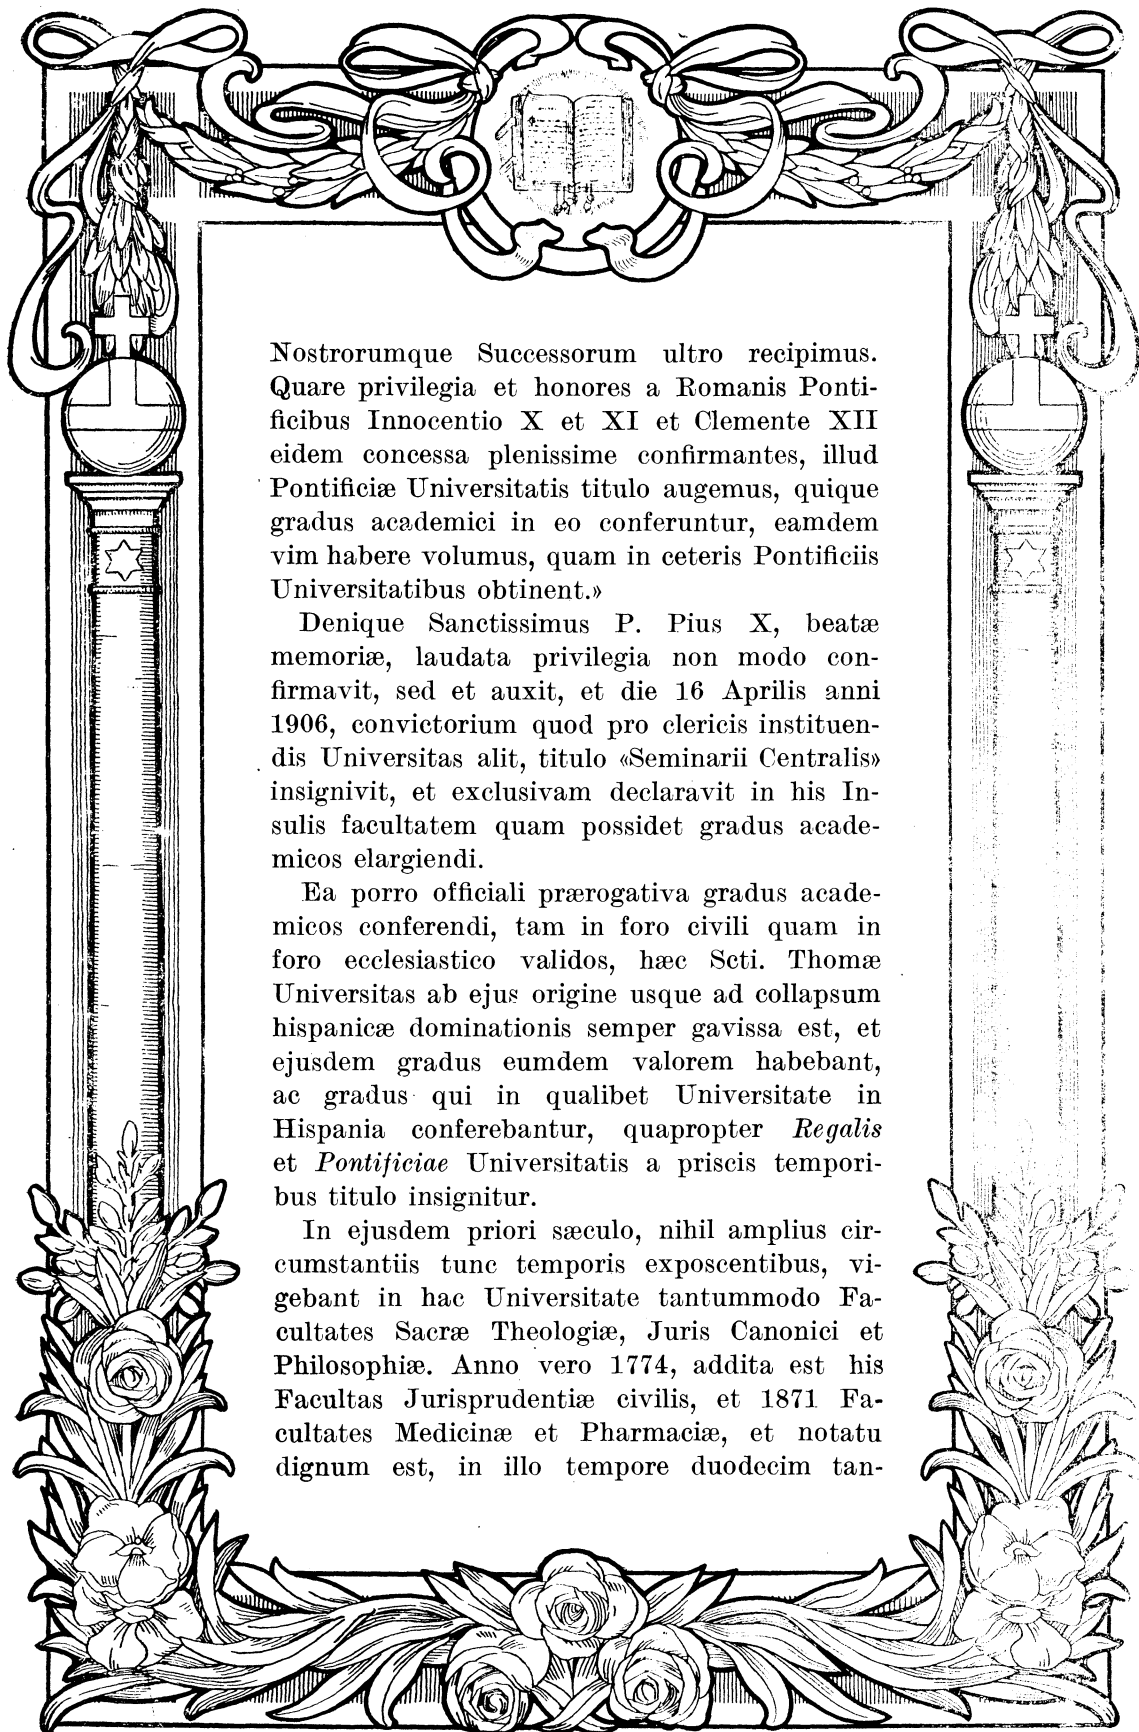 Nostrorumque Successorum ultro recipimus.
Quare privilegia et honores a Romanis Ponti-
ficibus Innocentio X et XI et Clemente XII
eidem concessa plenissime confirmantes, illud
Pontificiæ Universitatis titulo augemus, quique
gradus academici in eo conferuntur, eamdem
vim habere volumus, quam in ceteris Pontificiis
Universitatibus obtinent.»
Denique Sanctissimus P. Pius X, beatæ
memoriæ, laudata privilegia non modo con-
firmavit, sed et auxit, et die 16 Aprilis anni
1906, convictorium quod pro clericis instituen-
dis Universitas alit, titulo «Seminarii Centralis»
insignivit, et exclusivam declaravit in his In-
sulis facultatem quam possidet gradus acade-
micos elargiendi.
Ea porro officiali prærogativa gradus acade-
micos conferendi, tam in foro civili quam in
foro ecclesiastico validos, hæc Scti. Thomæ
Universitas ab ejus origine usque ad collapsum
hispanicæ dominationis semper gavissa est, et
ejusdem gradus eumdem valorem habebant,
ac gradus qui in qualibet Universitate in
Hispania conferebantur, quapropter Regalis
et Pontificiae Universitatis a priscis tempori-
bus titulo insignitur.
In ejusdem priori sæculo, nihil amplius cir-
cumstantiis tunc temporis exposcentibus, vi-
gebant in hac Universitate tantummodo Fa-
cultates Sacræ Theologiæ, Juris Canonici et
Philosophiæ. Anno vero 1774, addita est his
Facultas Jurisprudentiæ civilis, et 1871 Fa-
cultates Medicinæ et Pharmaciæ, et notatu
dignum est, in illo tempore duodecim tan-